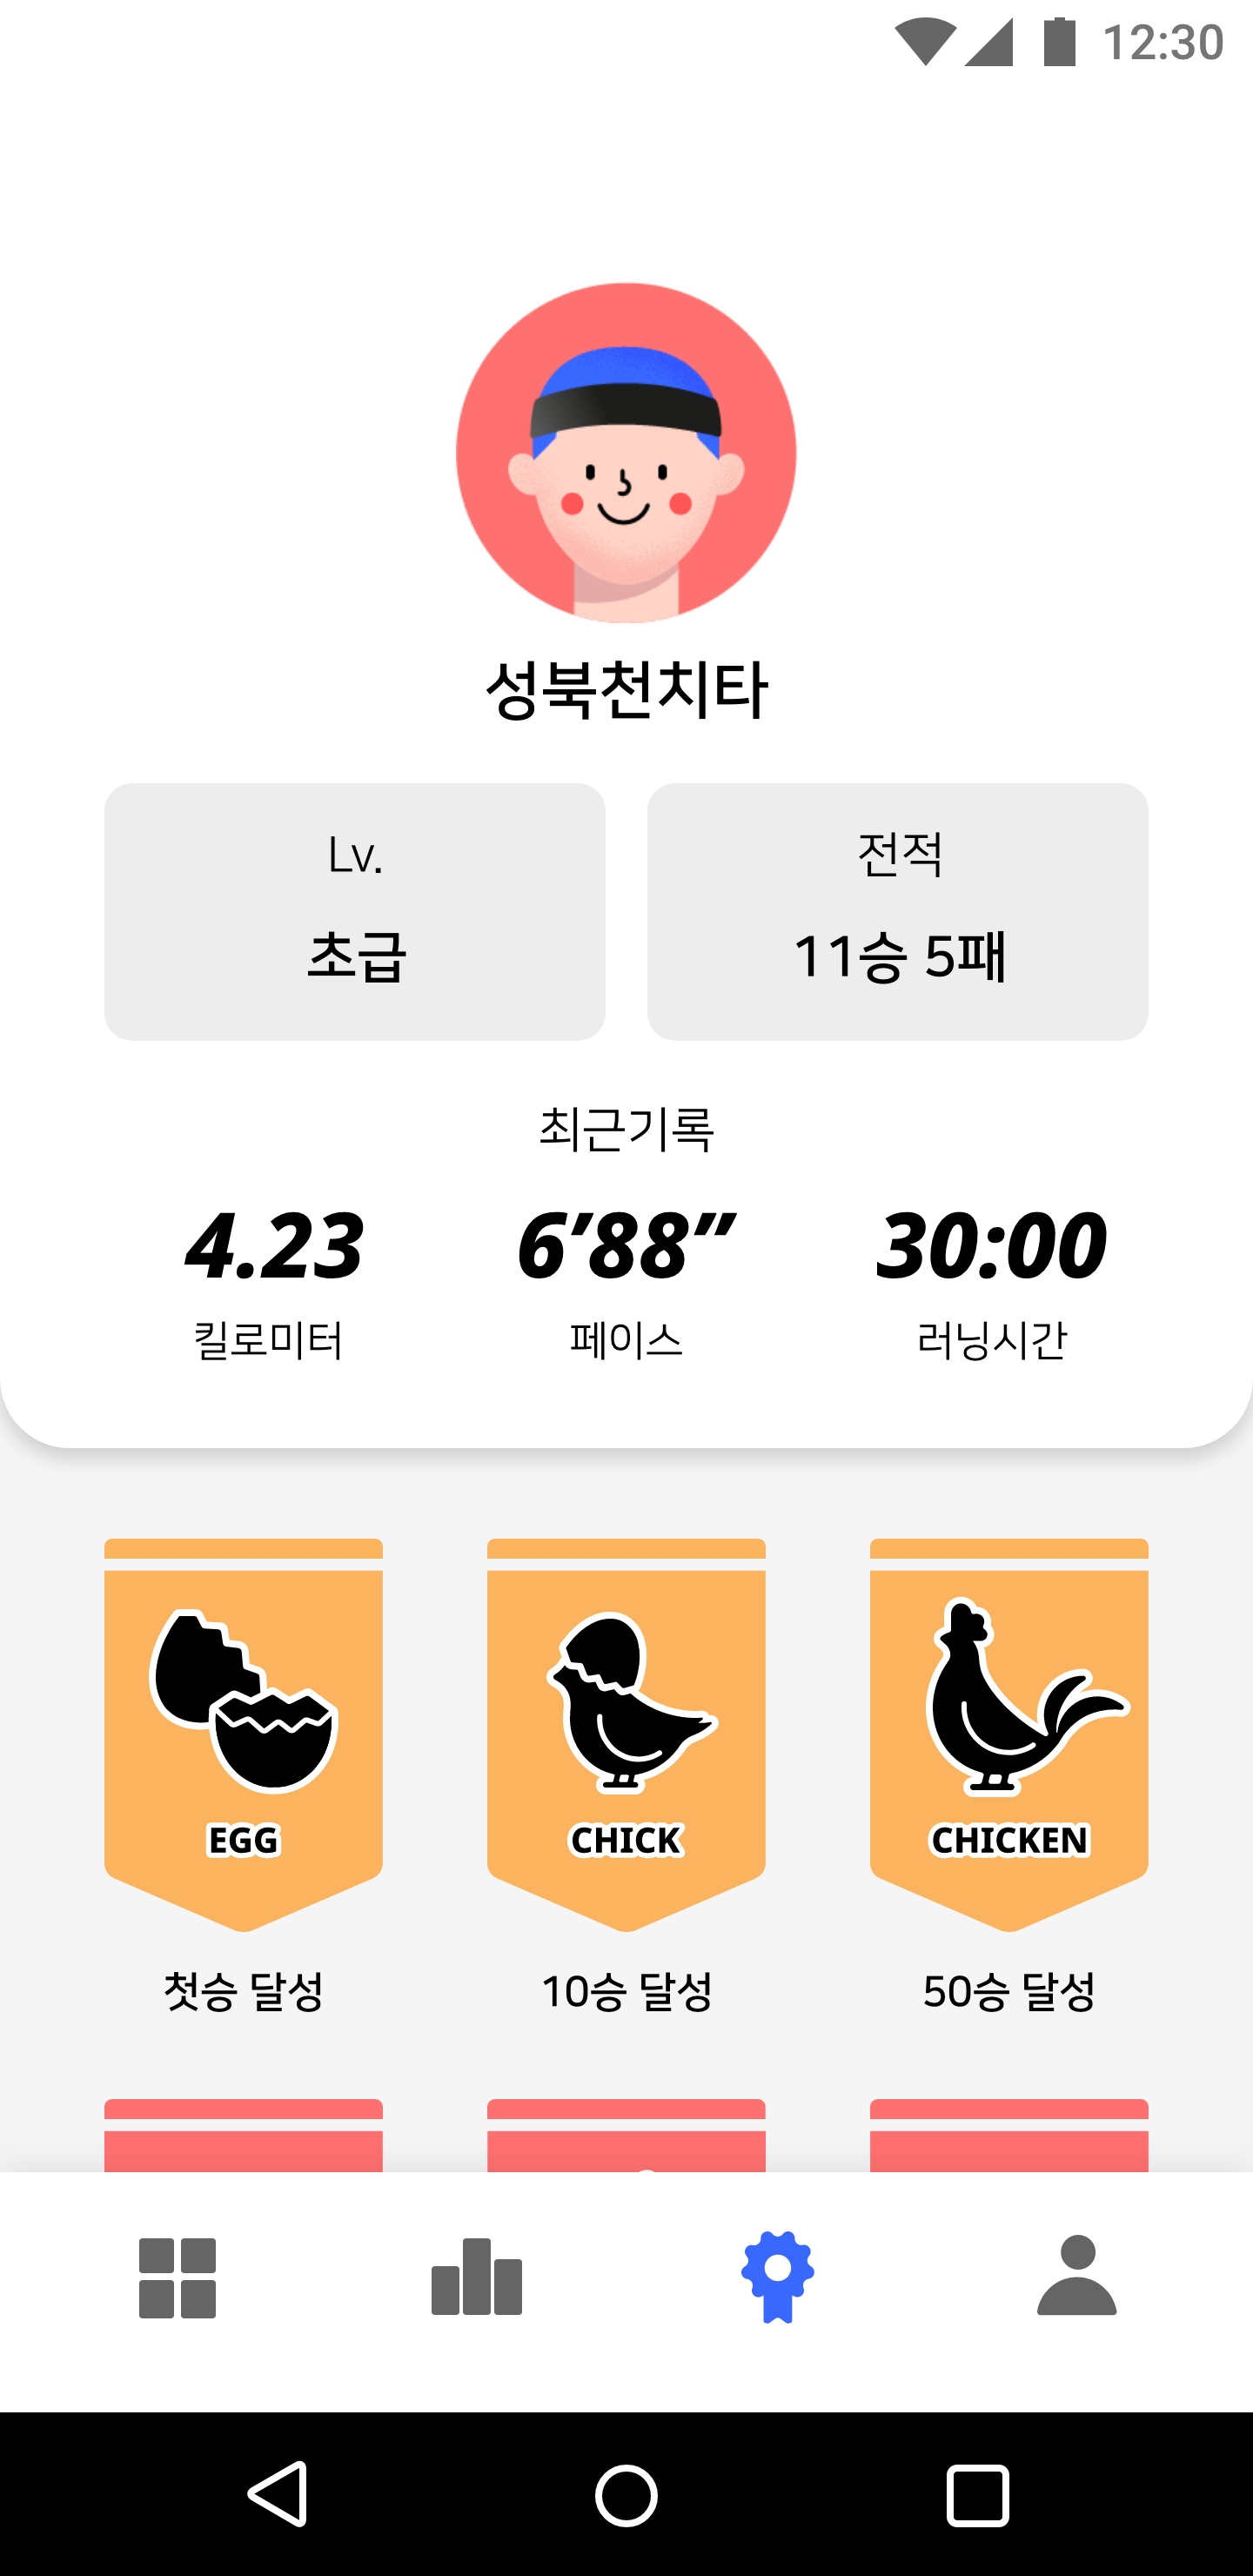 12:30
성북천치타
Lv.
초급
전적
11승 5패
최근기록
4.23
6’88”
30:00
킬로미터
페이스
러닝시간
EGG
CHICK
CHICKEN
첫승 달성
10승 달성
50승 달성